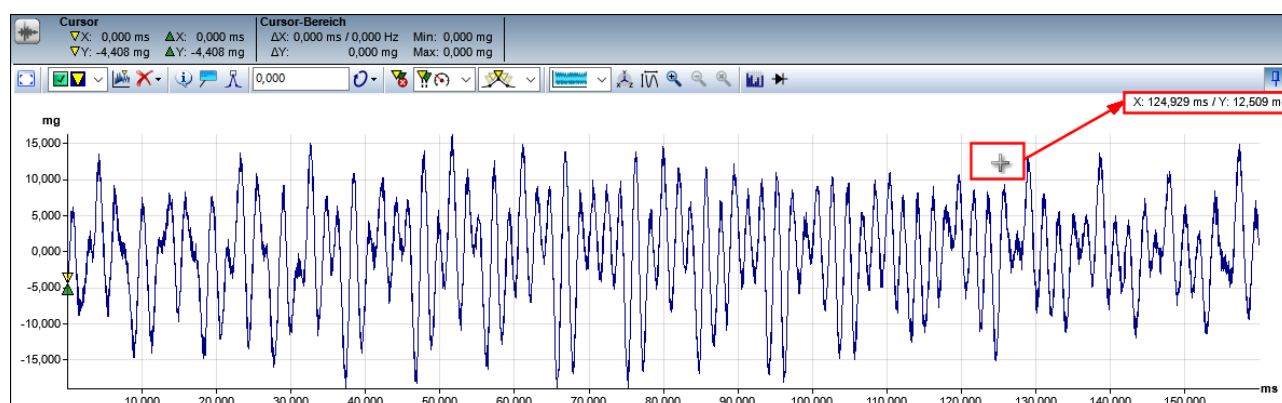 Cursor
X: 0,000 ms X: 0,000 ms
Y: -4,408 mg Y: -4,408 mg
Cursor-Bereich
ΔX: 0,000 ms / 0,000 Hz Min: 0,000 mg
ΔY: 0,000 mg Max: 0,000 mg
0,000
X: 124,929 ms / Y: 12,509 m
mg
15,000
10,000
5,000
0,000
-5,000
-10,000
-15,000
10,000 20,000 30,000 40,000 50,000 60,000 70,000 80,000 90,000 100,000 110,000 120,000 130,000 140,000 150,000
ms